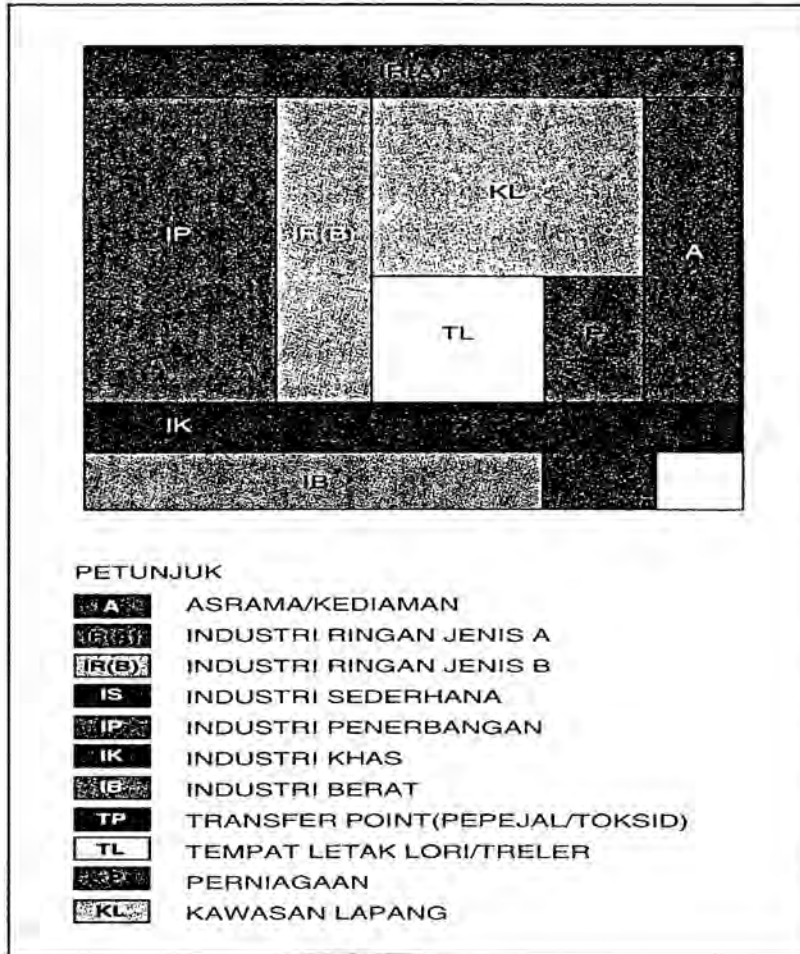 IR(A)
IP
IR(B)
KL
A
TL
P
IK
IB
PETUNJUK
A ASRAMA/KEDIAMAN
INDUSTRI RINGAN JENIS A
IR(B) INDUSTRI RINGAN JENIS B
IS INDUSTRI SEDERHANA
IP INDUSTRI PENERBANGAN
IK INDUSTRI KHAS
IB INDUSTRI BERAT
TP TRANSFER POINT(PEPEJAL/TOKSID)
TL TEMPAT LETAK LORI/TRELER
P PERNIAGAAN
KL KAWASAN LAPANG